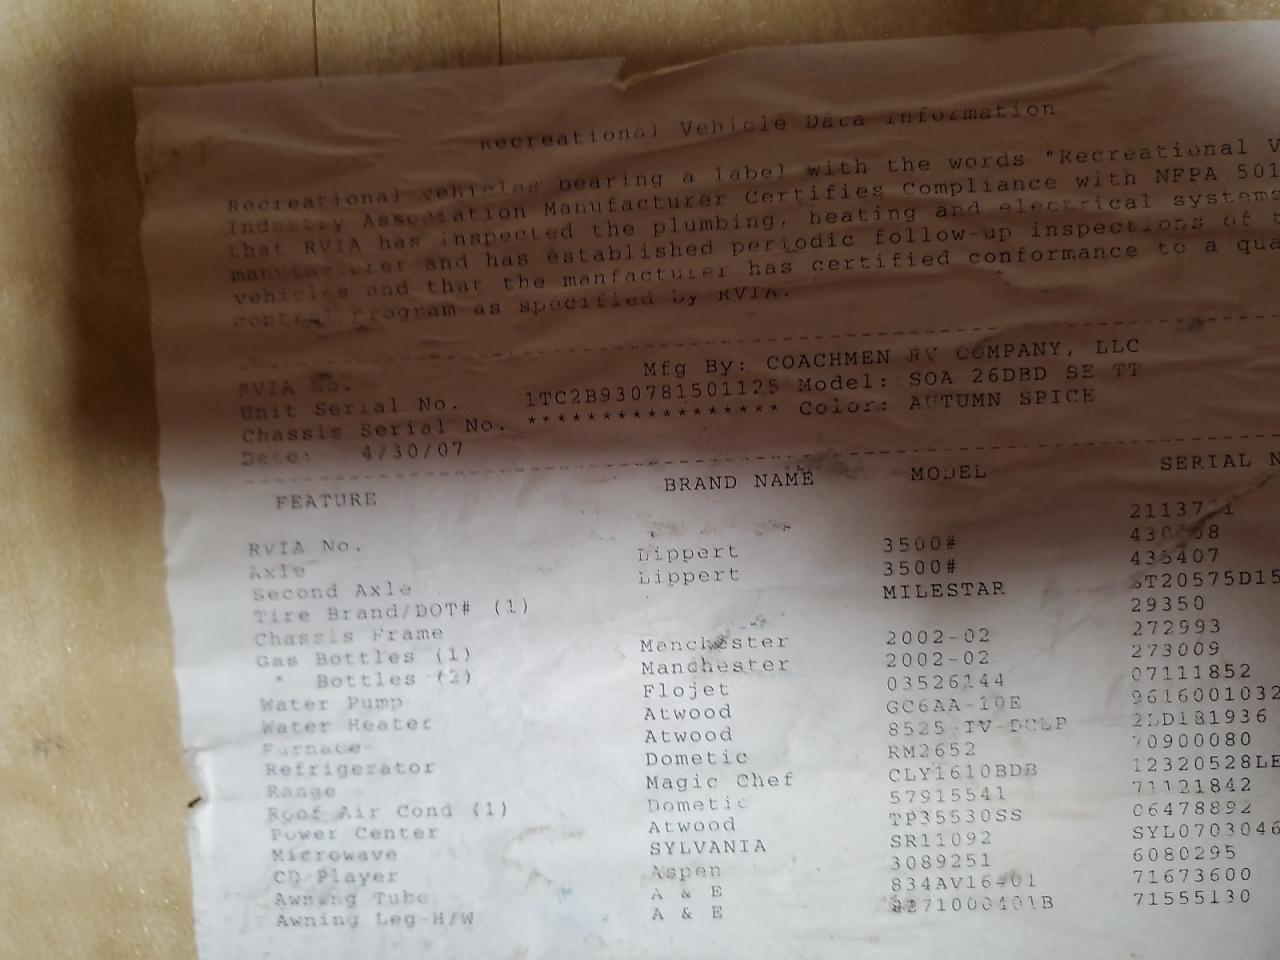 Recreational Vehicle Data Information
Recreational vehicles bearing a label with the words "Recreational V
Industry Association Manufacturer Certifies Compliance with NFPA 501
that RVIA has inspected the plumbing, heating and electrical systems
manufacturer and has established periodic follow-up inspections of
vehicles and that the manfacturer has certified conformance to a qua
control program as specified by RVIA.
Mfg By: COACHMEN RV COMPANY, LLC
RVIA No.
Unit Serial No. 1TC2B930781501125 Model: SOA 26DBD SE TT
Chassis Serial No. ***************** Color: AUTUMN SPICE
Date: 4/30/07
FEATURE BRAND NAME MODEL SERIAL N
RVIA No.
Axle Lippert 3500#
Second Axle Lippert 3500# 435407
Tire Brand/DOT# (1) MILESTAR
Chassis Frame 29350
Gas Bottles (1) Manchester 2002-02 272993
" Bottles (2) Manchester 2002-02 273009
Water Pump Flojet 03526144 07111852
Water Heater Atwood GC6AA-10E 9616001032
Furnace Atwood 8525-IV-DCLP
Refrigerator Dometic RM2652
Range Magic Chef CLY1610BDB 12320528LE
Roof Air Cond (1) Dometic 57915541 71121842
Power Center Atwood TP35530SS 06478892
Microwave SYLVANIA SR11092 SYL0703046
CD Player Aspen 3089251 6080295
Awning Tube A & E 834AV16-01 71673600
Awning Leg-H/W A & E 71555130